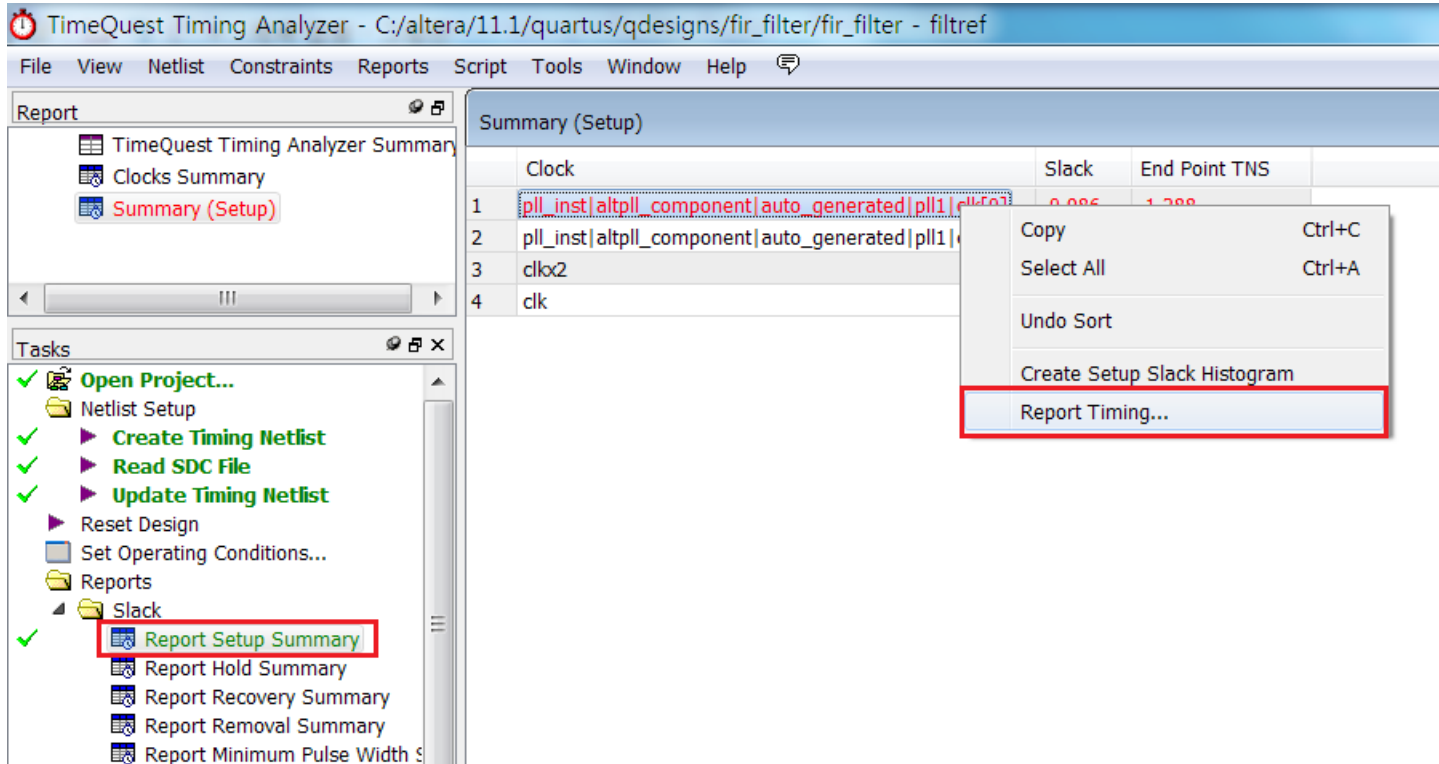 TimeQuest Timing Analyzer - C:/altera/11.1/quartus/qdesigns/fir_filter/fir_filter - filtref
File View Netlist Constraints Reports Script Tools Window Help
Report
TimeQuest Timing Analyzer Summary
Clocks Summary
Summary (Setup)
Tasks
Open Project...
Netlist Setup
Create Timing Netlist
Read SDC File
Update Timing Netlist
Reset Design
Set Operating Conditions...
Reports
Slack
Report Setup Summary
Report Hold Summary
Report Recovery Summary
Report Removal Summary
Report Minimum Pulse Width
Summary (Setup)
Clock Slack End Point TNS
1 pll_inst|altpll_component|auto_generated|pll1|clk[0]
2 pll_inst|altpll_component|auto_generated|pll1|
3 clkx2
4 clk
Copy Ctrl+C
Select All Ctrl+A
Undo Sort
Create Setup Slack Histogram
Report Timing...